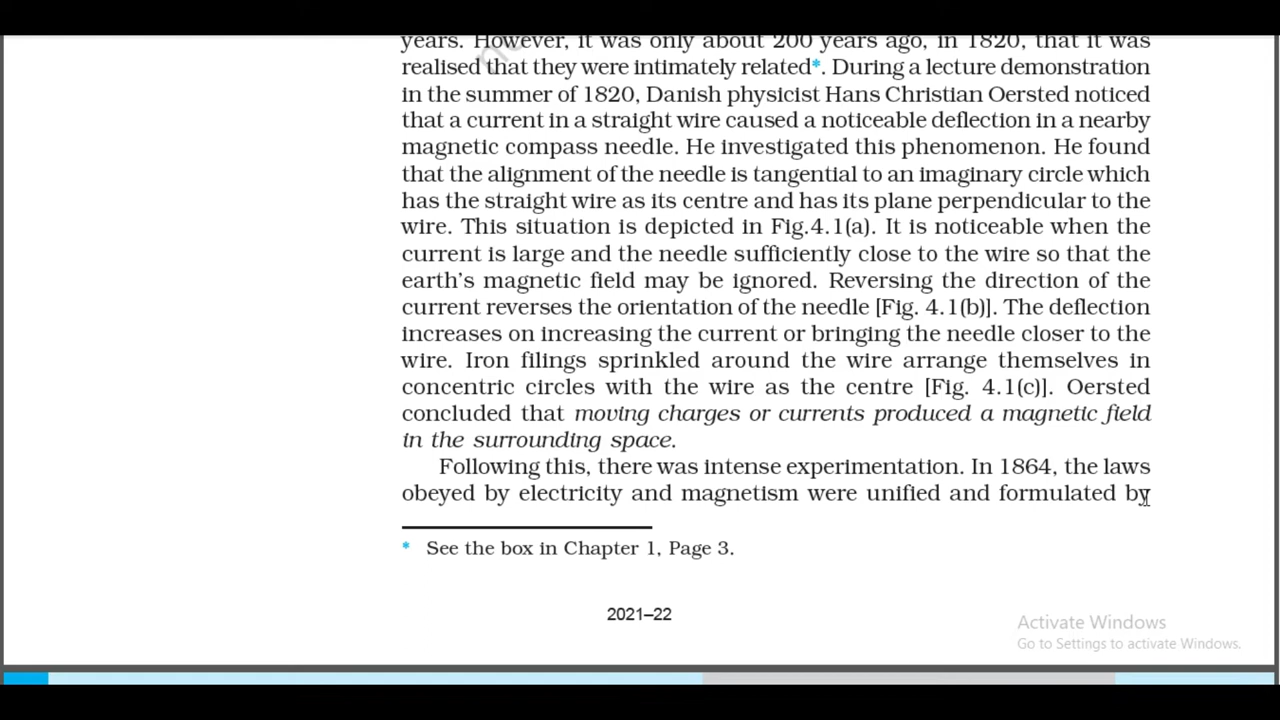 years. However, it was only about 200 years ago, in 1820, that it was
realised that they were intimately related*. During a lecture demonstration
in the summer of 1820, Danish physicist Hans Christian Oersted noticed
that a current in a straight wire caused a noticeable deflection in a nearby
magnetic compass needle. He investigated this phenomenon. He found
that the alignment of the needle is tangential to an imaginary circle which
has the straight wire as its centre and has its plane perpendicular to the
wire. This situation is depicted in Fig.4.1(a). It is noticeable when the
current is large and the needle sufficiently close to the wire so that the
earth's magnetic field may be ignored. Reversing the direction of the
current reverses the orientation of the needle [Fig. 4.1(b)]. The deflection
increases on increasing the current or bringing the needle closer to the
wire. Iron filings sprinkled around the wire arrange themselves in
concentric circles with the wire as the centre [Fig. 4.1(c)]. Oersted
concluded that moving charges or currents produced a magnetic field
in the surrounding space.
Following this, there was intense experimentation. In 1864, the laws
obeyed by electricity and magnetism were unified and formulated by
* See the box in Chapter 1, Page 3.
2021–22
Activate Windows
Go to Settings to activate Windows.